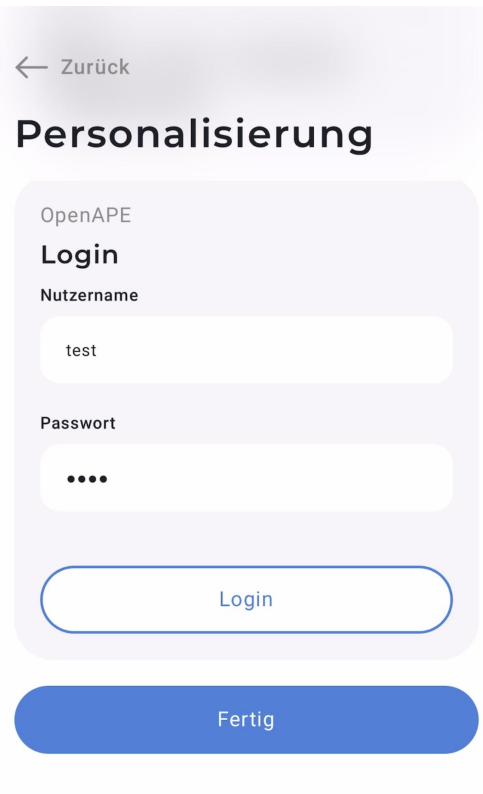 ← Zurück
Personalisierung
OpenAPE
Login
Nutzername
test
Passwort
••••
Login
Fertig